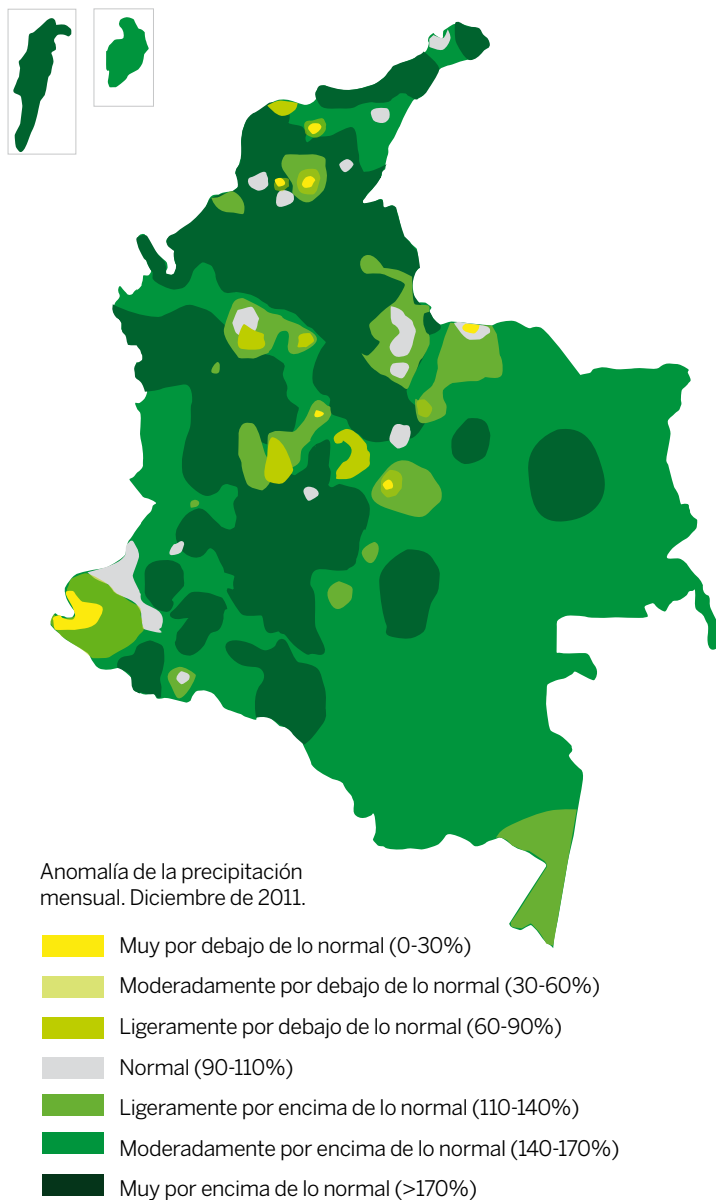 Anomalía de la precipitación
mensual. Diciembre de 2011.
Muy por debajo de lo normal (0-30%)
Moderadamente por debajo de lo normal (30-60%)
Ligeramente por debajo de lo normal (60-90%)
Normal (90-110%)
Ligeramente por encima de lo normal (110-140%)
Moderadamente por encima de lo normal (140-170%)
Muy por encima de lo normal (>170%)